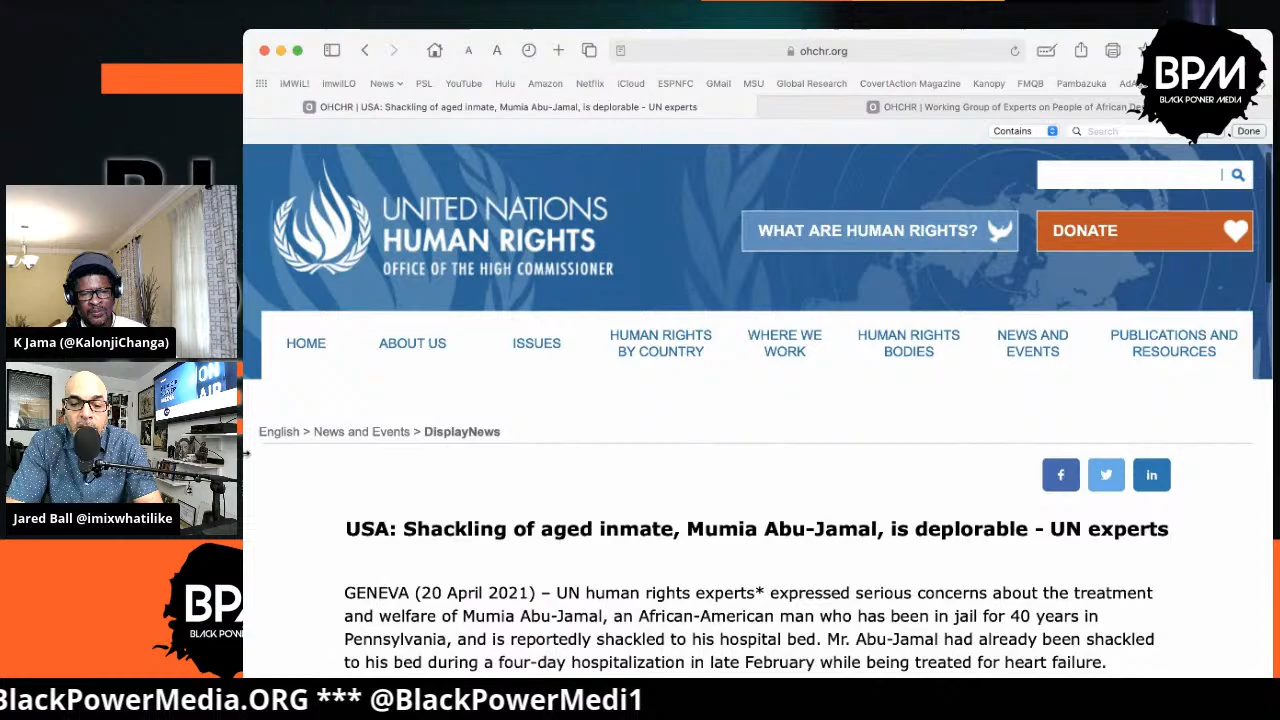 ohchr.org
iMWiL! imwilLO News PSL YouTube Hulu Amazon Netflix iCloud ESPNFC GMail MSU Global Research CovertAction Magazine Kanopy FMQB Pambazuka
BPM
BLACK POWER MEDIA
OHCHR | USA: Shackling of aged inmate, Mumia Abu-Jamal, is deplorable - UN experts
OHCHR | Working Group of Experts on People of African De
Contains
Search
Done
UNITED NATIONS
HUMAN RIGHTS
OFFICE OF THE HIGH COMMISSIONER
WHAT ARE HUMAN RIGHTS?
DONATE
HOME
ABOUT US
ISSUES
HUMAN RIGHTS
BY COUNTRY
WHERE WE
WORK
HUMAN RIGHTS
BODIES
NEWS AND
EVENTS
PUBLICATIONS AND
RESOURCES
K Jama (@KalonjiChanga)
ON
AIR
Jared Ball @imixwhatilike
English > News and Events > DisplayNews
USA: Shackling of aged inmate, Mumia Abu-Jamal, is deplorable - UN experts
GENEVA (20 April 2021) – UN human rights experts* expressed serious concerns about the treatment
and welfare of Mumia Abu-Jamal, an African-American man who has been in jail for 40 years in
Pennsylvania, and is reportedly shackled to his hospital bed. Mr. Abu-Jamal had already been shackled
to his bed during a four-day hospitalization in late February while being treated for heart failure.
BP
BLACK POW
BlackPowerMedia.ORG *** @BlackPowerMedi1